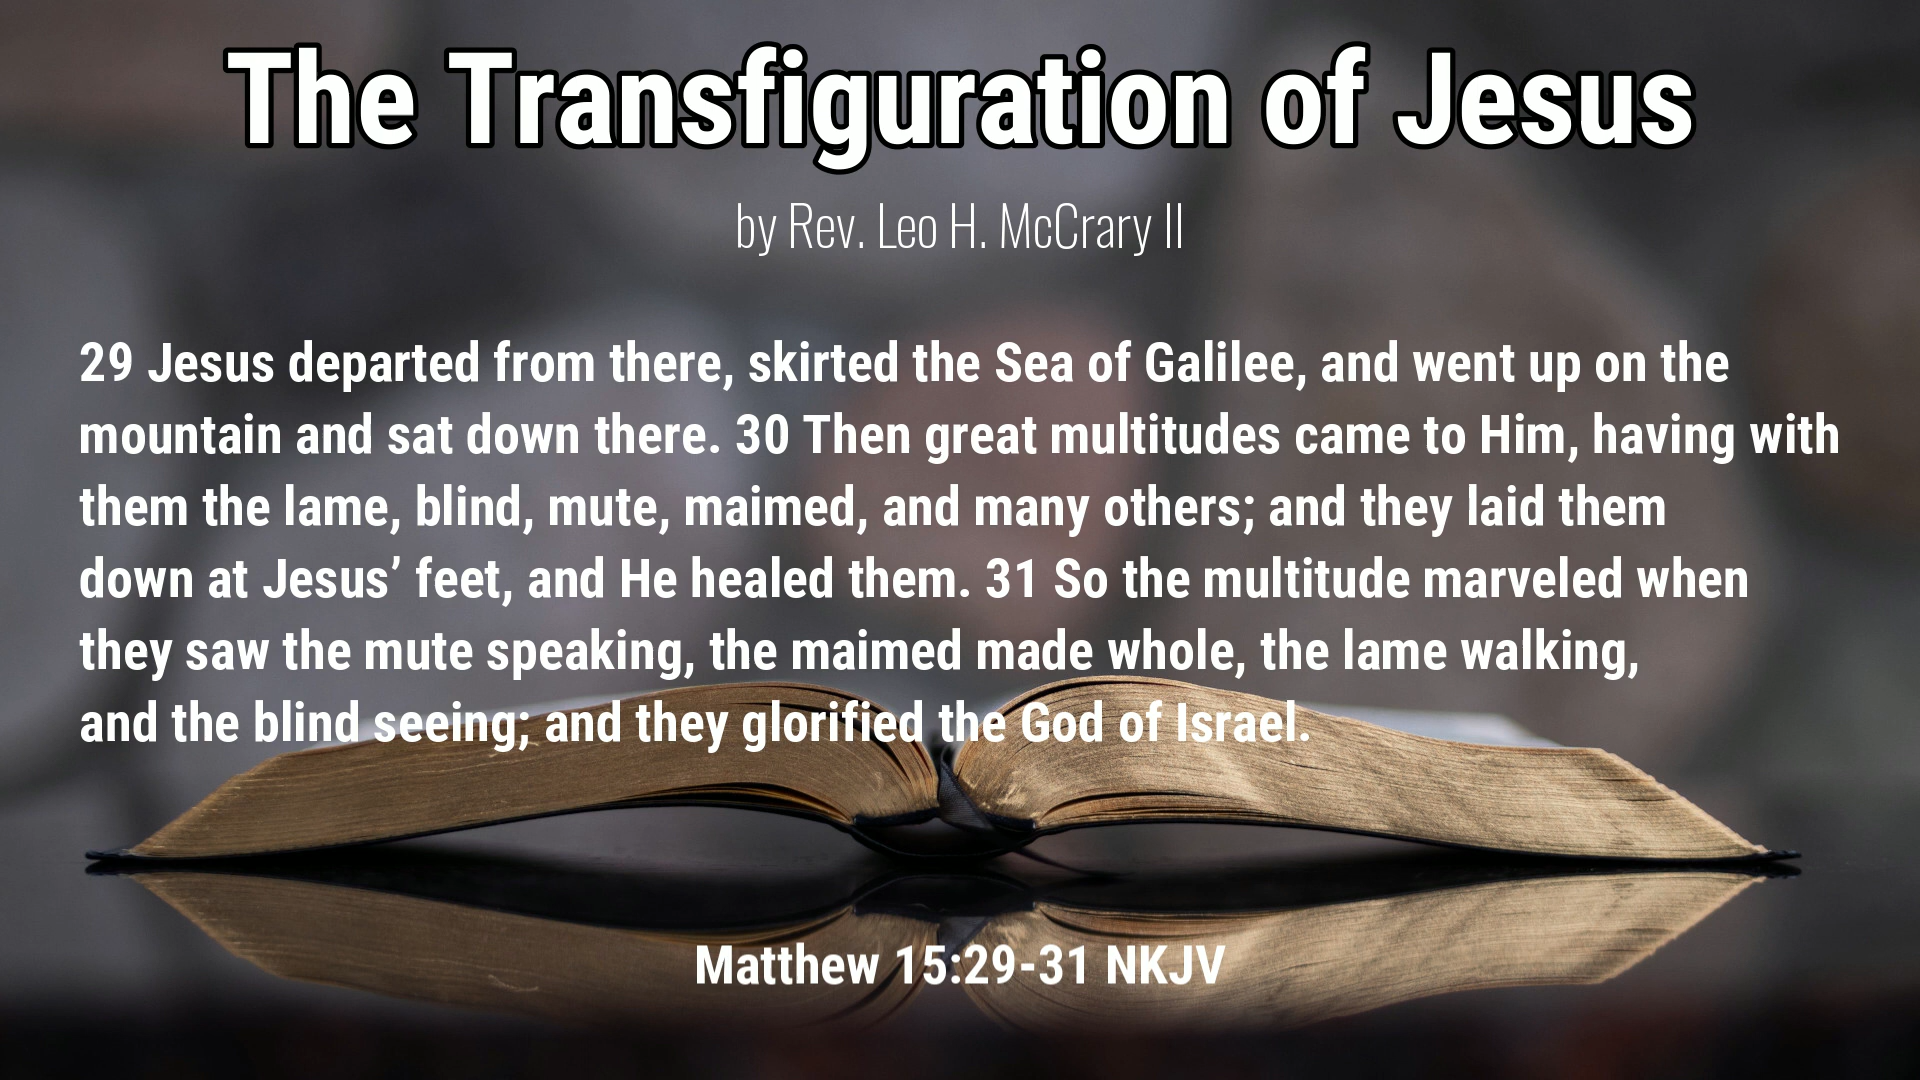 The Transfiguration of Jesus
by Rev. Leo H. McCrary II
29 Jesus departed from there, skirted the Sea of Galilee, and went up on the
mountain and sat down there. 30 Then great multitudes came to Him, having with
them the lame, blind, mute, maimed, and many others; and they laid them
down at Jesus’ feet, and He healed them. 31 So the multitude marveled when
they saw the mute speaking, the maimed made whole, the lame walking,
and the blind seeing; and they glorified the God of Israel.
Matthew 15:29-31 NKJV